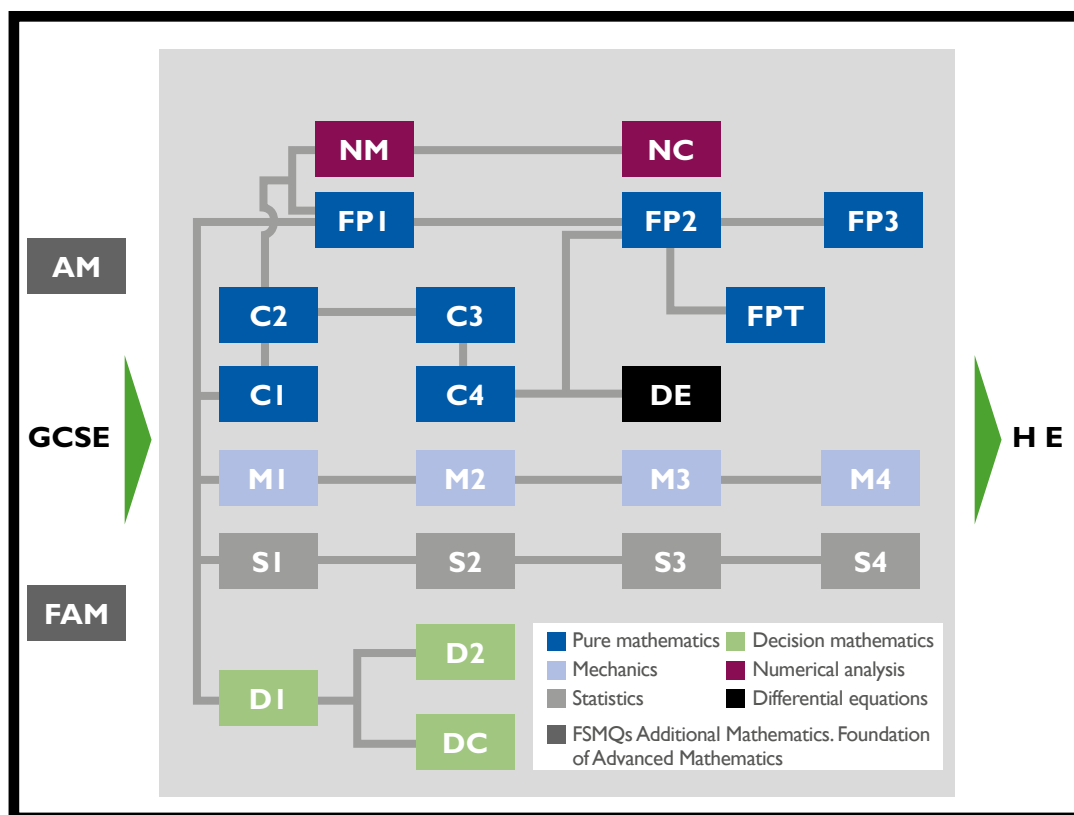 NM
NC
FP1
FP2
FP3
AM
C2
C3
FPT
C1
C4
DE
GCSE
H E
M1
M2
M3
M4
S1
S2
S3
S4
FAM
D2
D1
DC
Pure mathematics
Decision mathematics
Mechanics
Numerical analysis
Statistics
Differential equations
FSMQs Additional Mathematics. Foundation
of Advanced Mathematics